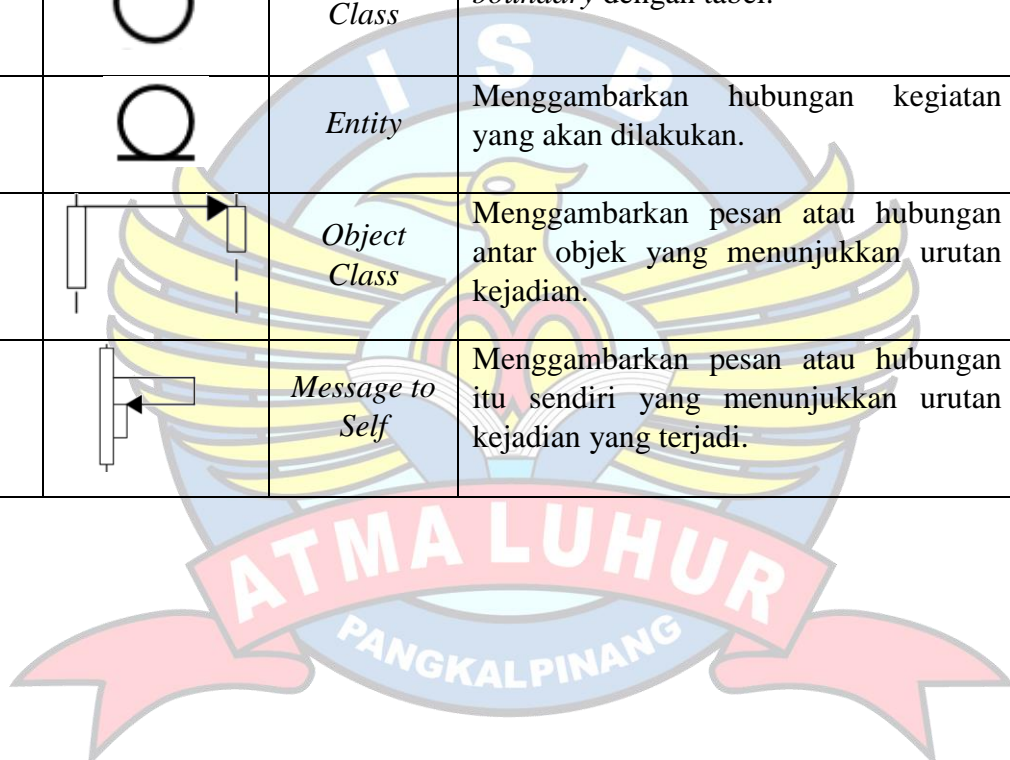 Class
boundary dengan tabel.
Entity
Menggambarkan hubungan kegiatan
yang akan dilakukan.
Object
Class
Menggambarkan pesan atau hubungan
antar objek yang menunjukkan urutan
kejadian.
Message to
Self
Menggambarkan pesan atau hubungan
itu sendiri yang menunjukkan urutan
kejadian yang terjadi.
I S B
ATMA LUHUR
PANGKALPINANG